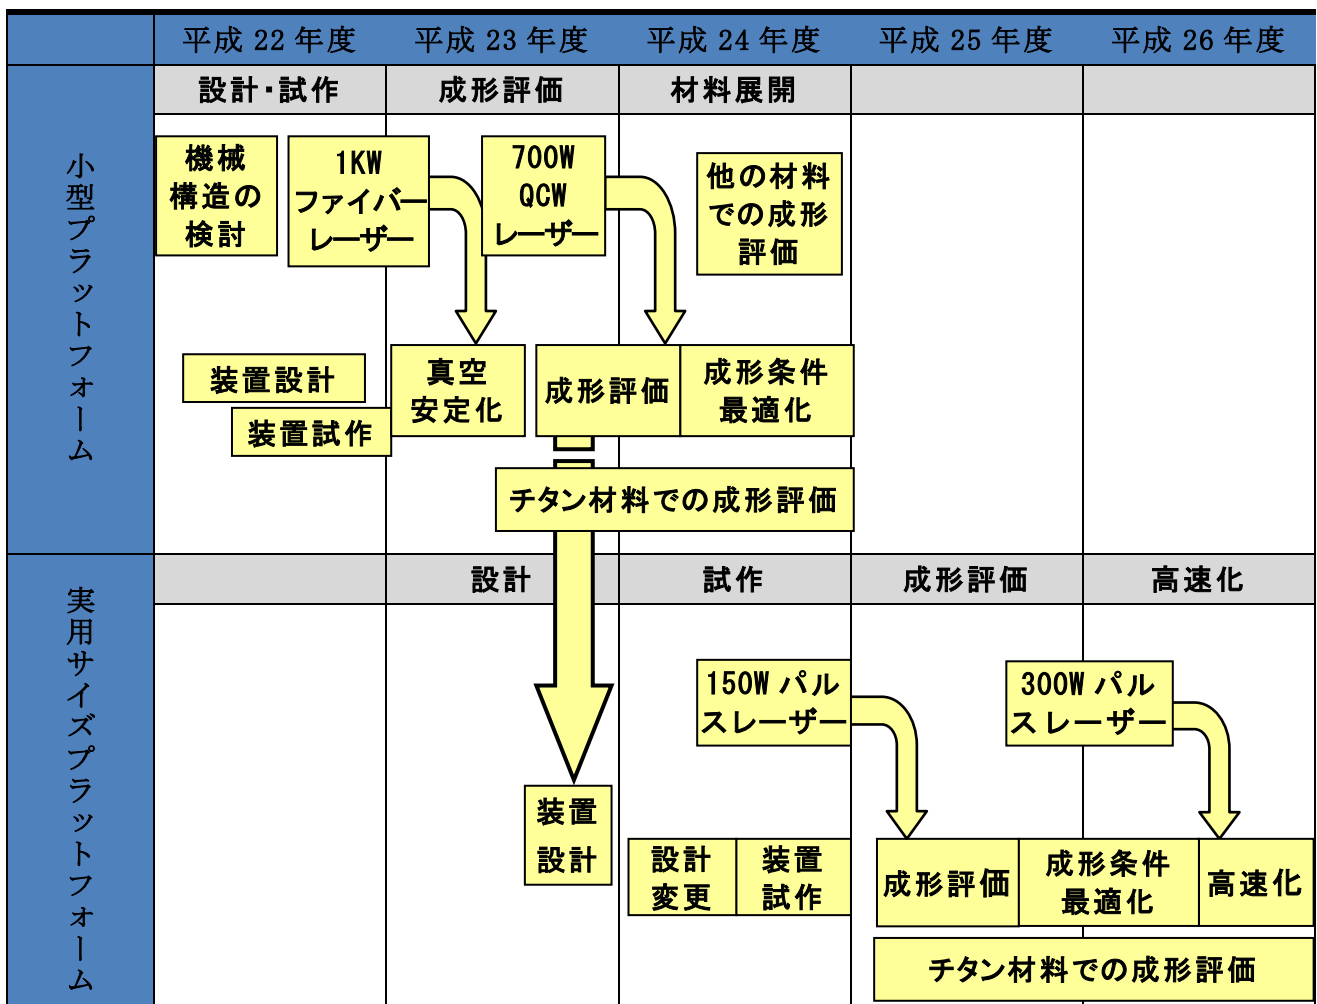 平成 22 年度 平成 23 年度 平成 24 年度 平成 25 年度 平成 26 年度
小型プラットフォーム
設計・試作 成形評価 材料展開
機械
構造の
検討
1KW
ファイバー
レーザー
700W
QCW
レーザー
他の材料
での成形
評価
装置設計
装置試作
真空
安定化
成形評価
成形条件
最適化
チタン材料での成形評価
実用サイズプラットフォーム
設計 試作 成形評価 高速化
150W パル
スレーザー
300W パル
スレーザー
装置
設計
設計
変更
装置
試作
成形評価
成形条件
最適化
高速化
チタン材料での成形評価